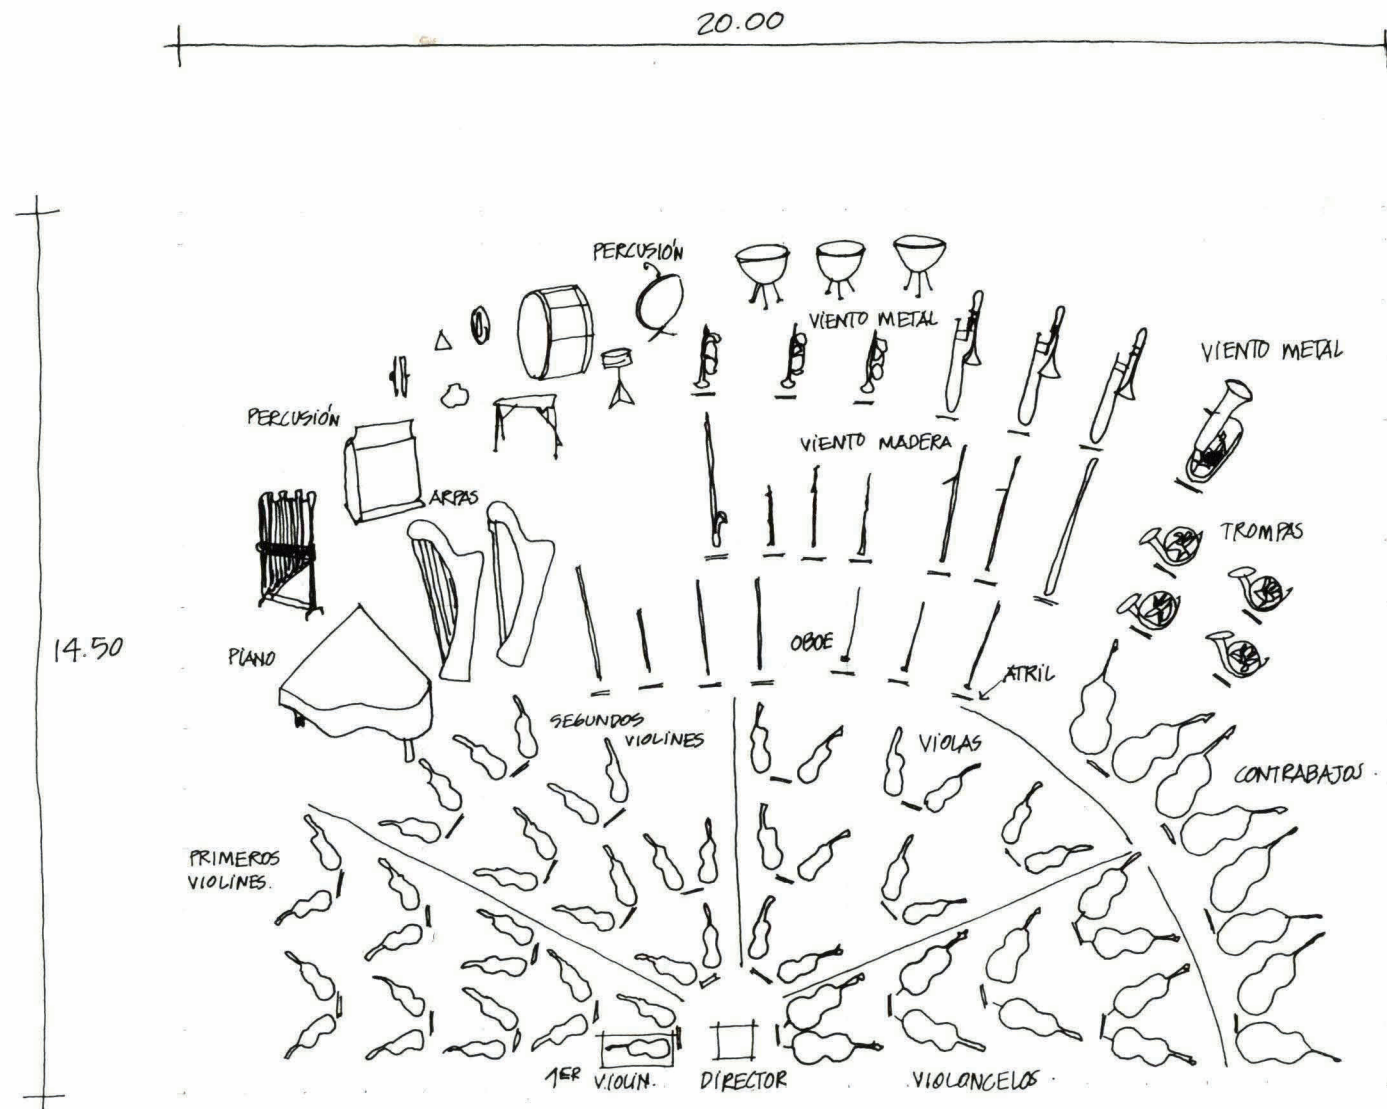 20.00
PERCUSIÓN
VIENTO METAL
VIENTO METAL
PERCUSIÓN
VIENTO MADERA
ARPAS
TROMPAS
14.50
PIANO
OBOE
ATRIL
SEGUNDOS
VIOLINES
VIOLAS
CONTRABAJOS.
PRIMEROS
VIOLINES.
1ER VIOLIN.
DIRECTOR
VIOLONCELOS.